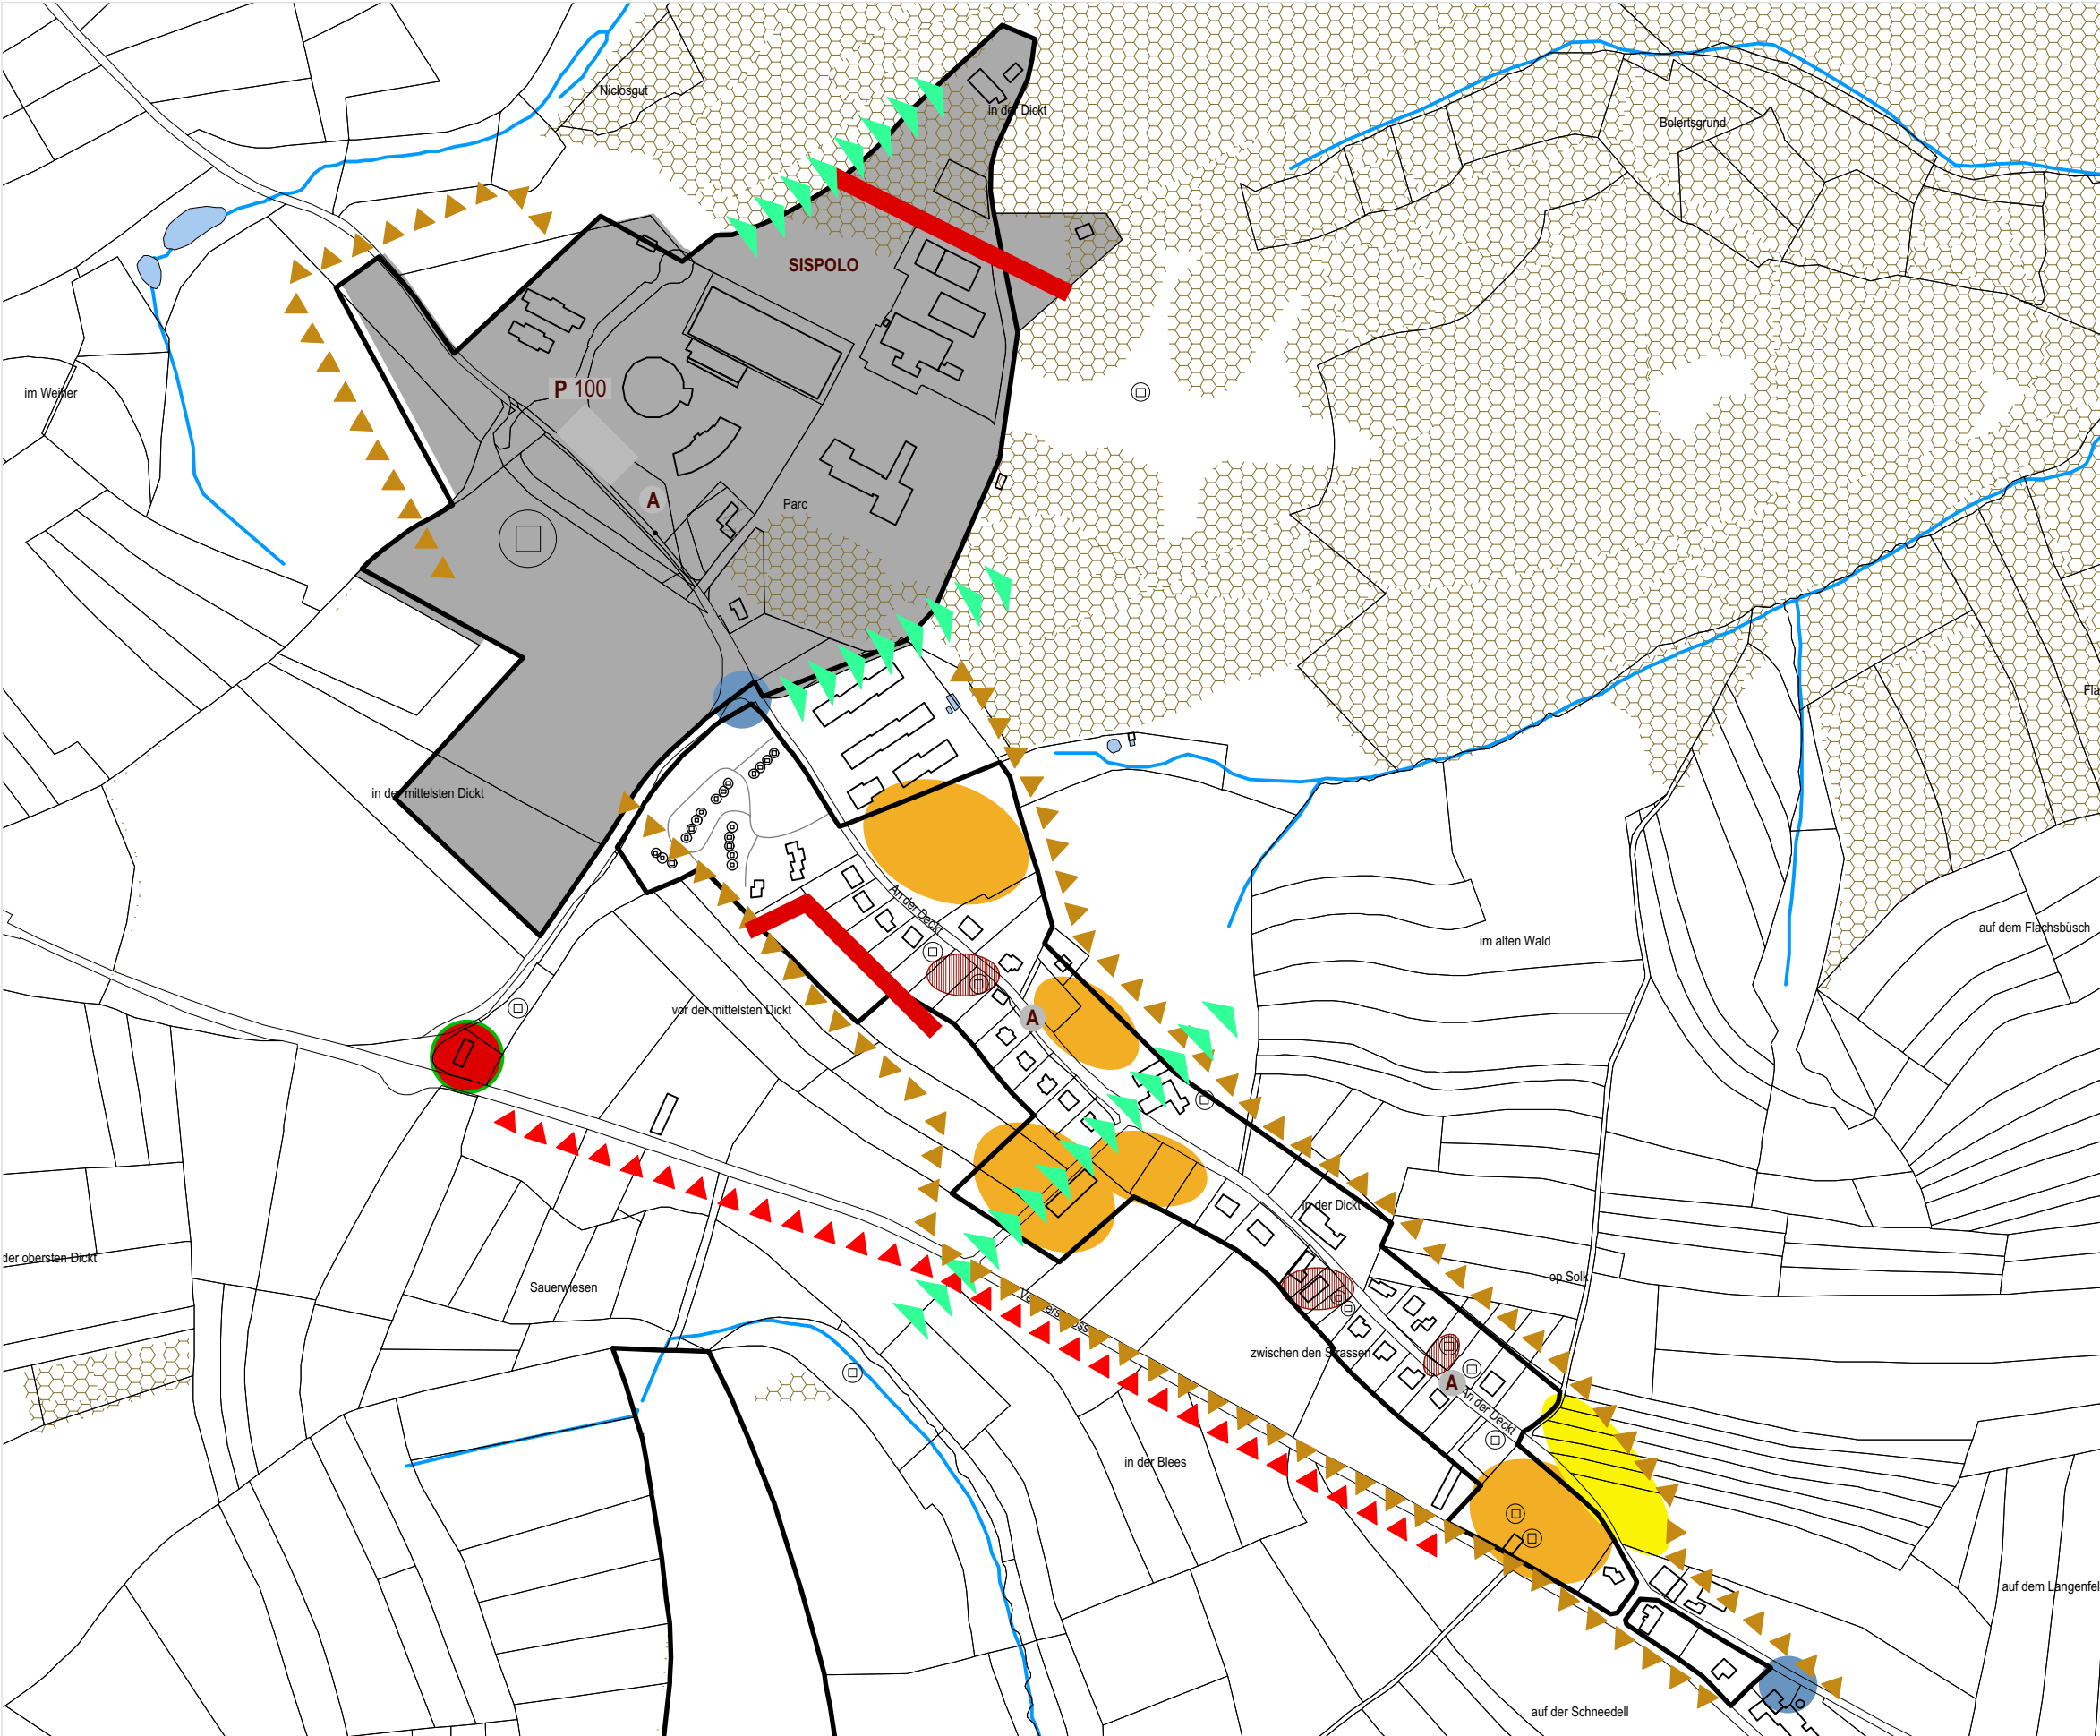 Niclosgut
in der Dickt
Bolertsgrund
SISPOLO
im Weiher
P 100
A
Parc
Fla
in der mittelsten Dickt
An der Deckt
auf dem Flachsbüsch
im alten Wald
vor der mittelsten Dickt
A
in der Dickt
der obersten Dickt
op Solk
Sauerwiesen
zwischen den Strassen
A
An der Deckt
in der Blees
auf dem Langenfel
auf der Schneedell